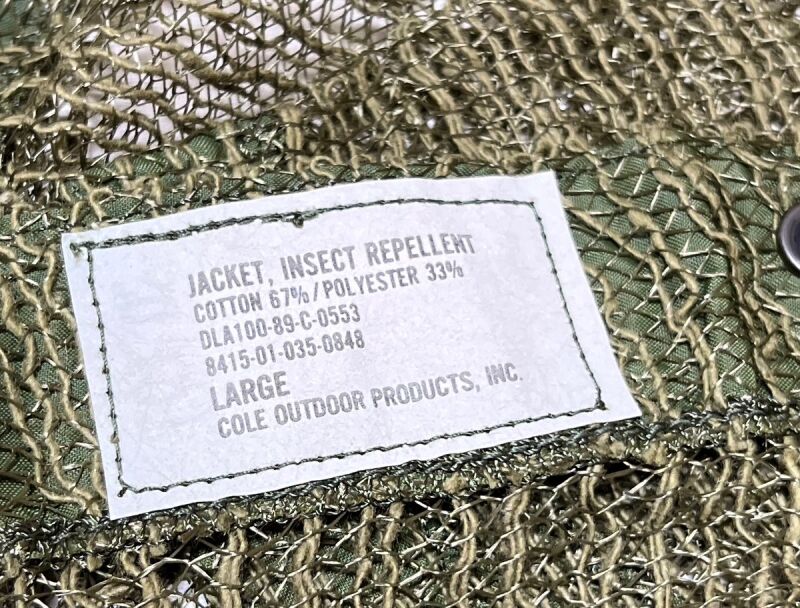 JACKET, INSECT REPELLENT
COTTON 67%/POLYESTER 33%
DLA100-89-C-0553
8415-01-035-0848
LARGE
COLE OUTDOOR PRODUCTS, INC.